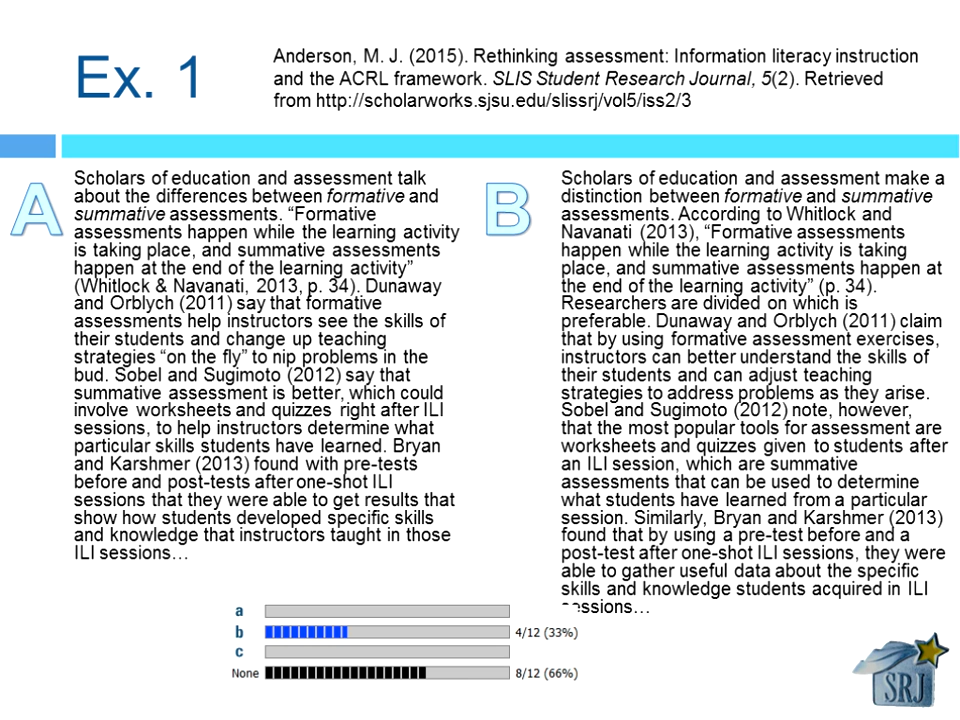 Ex. 1
Anderson, M. J. (2015). Rethinking assessment: Information literacy instruction
and the ACRL framework. SLIS Student Research Journal, 5(2). Retrieved
from http://scholarworks.sjsu.edu/slissrj/vol5/iss2/3
A
Scholars of education and assessment talk
about the differences between formative and
summative assessments. “Formative
assessments happen while the learning activity
is taking place, and summative assessments
happen at the end of the learning activity”
(Whitlock & Navanati, 2013, p. 34). Dunaway
and Orblych (2011) say that formative
assessments help instructors see the skills of
their students and change up teaching
strategies “on the fly” to nip problems in the
bud. Sobel and Sugimoto (2012) say that
summative assessment is better, which could
involve worksheets and quizzes right after ILI
sessions, to help instructors determine what
particular skills students have learned. Bryan
and Karshmer (2013) found with pre-tests
before and post-tests after one-shot ILI
sessions that they were able to get results that
show how students developed specific skills
and knowledge that instructors taught in those
ILI sessions…
B
Scholars of education and assessment make a
distinction between formative and summative
assessments. According to Whitlock and
Navanati (2013), “Formative assessments
happen while the learning activity is taking
place, and summative assessments happen at
the end of the learning activity” (p. 34).
Researchers are divided on which is
preferable. Dunaway and Orblych (2011) claim
that by using formative assessment exercises,
instructors can better understand the skills of
their students and can adjust teaching
strategies to address problems as they arise.
Sobel and Sugimoto (2012) note, however,
that the most popular tools for assessment are
worksheets and quizzes given to students after
an ILI session, which are summative
assessments that can be used to determine
what students have learned from a particular
session. Similarly, Bryan and Karshmer (2013)
found that by using a pre-test before and a
post-test after one-shot ILI sessions, they were
able to gather useful data about the specific
skills and knowledge students acquired in ILI
sessions…
a
b 4/12 (33%)
c
None 8/12 (66%)
SRJ